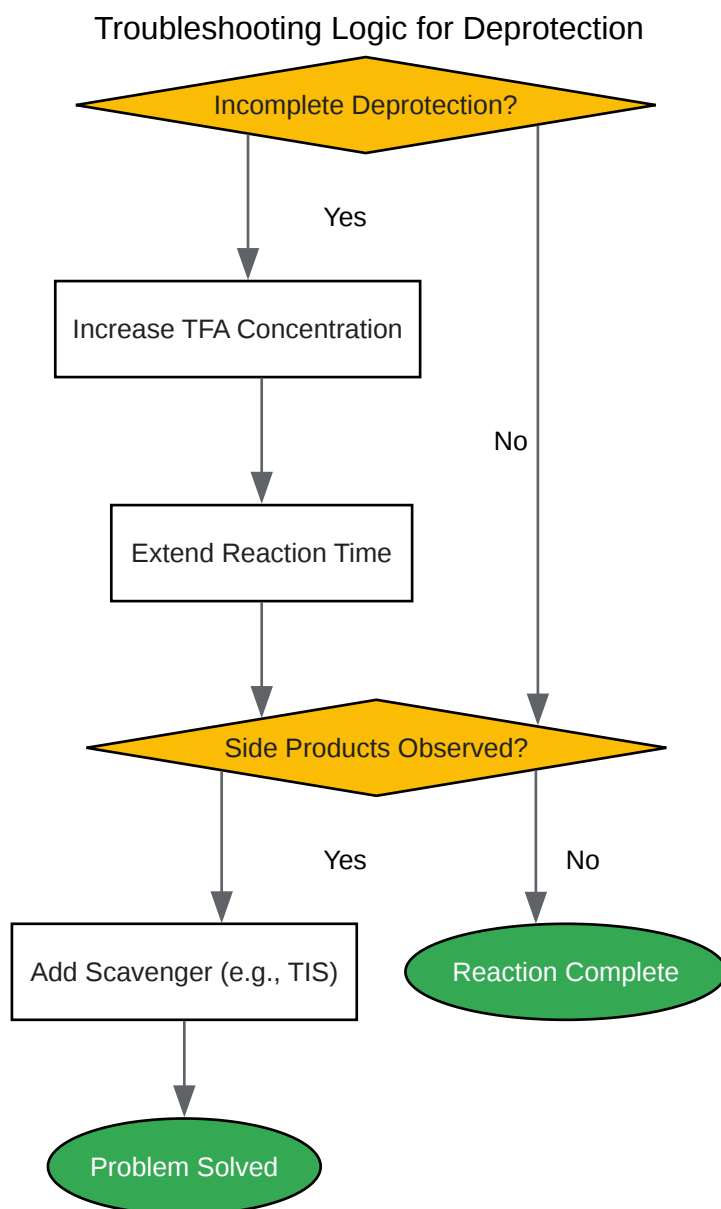 Troubleshooting Logic for Deprotection
Incomplete Deprotection?
Yes
Increase TFA Concentration
No
Extend Reaction Time
Side Products Observed?
Yes
No
Add Scavenger (e.g., TIS)
Reaction Complete
Problem Solved